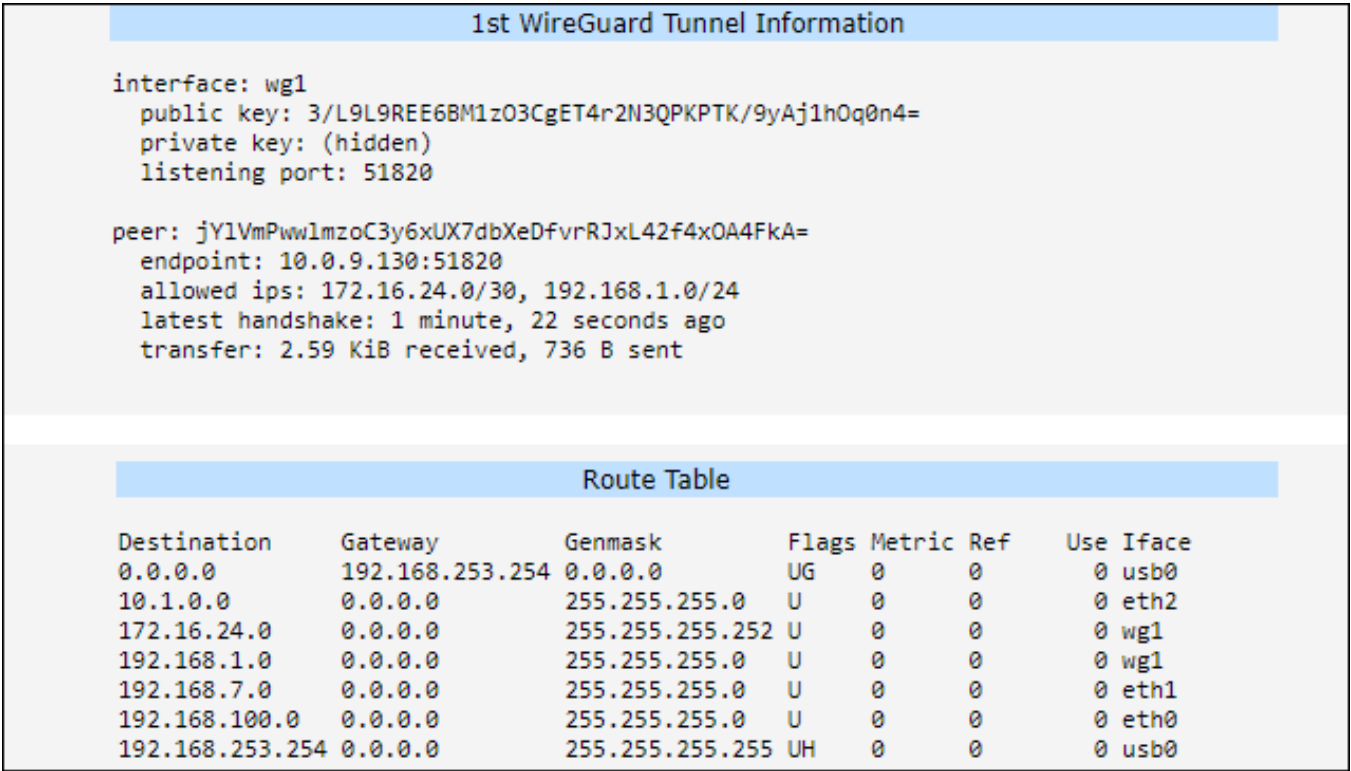 1st WireGuard Tunnel Information
interface: wg1
public key: 3/L9L9REE6BM1zO3CgET4r2N3QPKPTK/9yAj1hOq0n4=
private key: (hidden)
listening port: 51820
peer: jYlVmPwwlmzoC3y6xUX7dbXeDfvrRJxL42f4xOA4FkA=
endpoint: 10.0.9.130:51820
allowed ips: 172.16.24.0/30, 192.168.1.0/24
latest handshake: 1 minute, 22 seconds ago
transfer: 2.59 KiB received, 736 B sent
Route Table
Destination Gateway Genmask Flags Metric Ref Use Iface
0.0.0.0 192.168.253.254 0.0.0.0 UG 0 0 0 usb0
10.1.0.0 0.0.0.0 255.255.255.0 U 0 0 0 eth2
172.16.24.0 0.0.0.0 255.255.255.252 U 0 0 0 wg1
192.168.1.0 0.0.0.0 255.255.255.0 U 0 0 0 wg1
192.168.7.0 0.0.0.0 255.255.255.0 U 0 0 0 eth1
192.168.100.0 0.0.0.0 255.255.255.0 U 0 0 0 eth0
192.168.253.254 0.0.0.0 255.255.255.255 UH 0 0 0 usb0